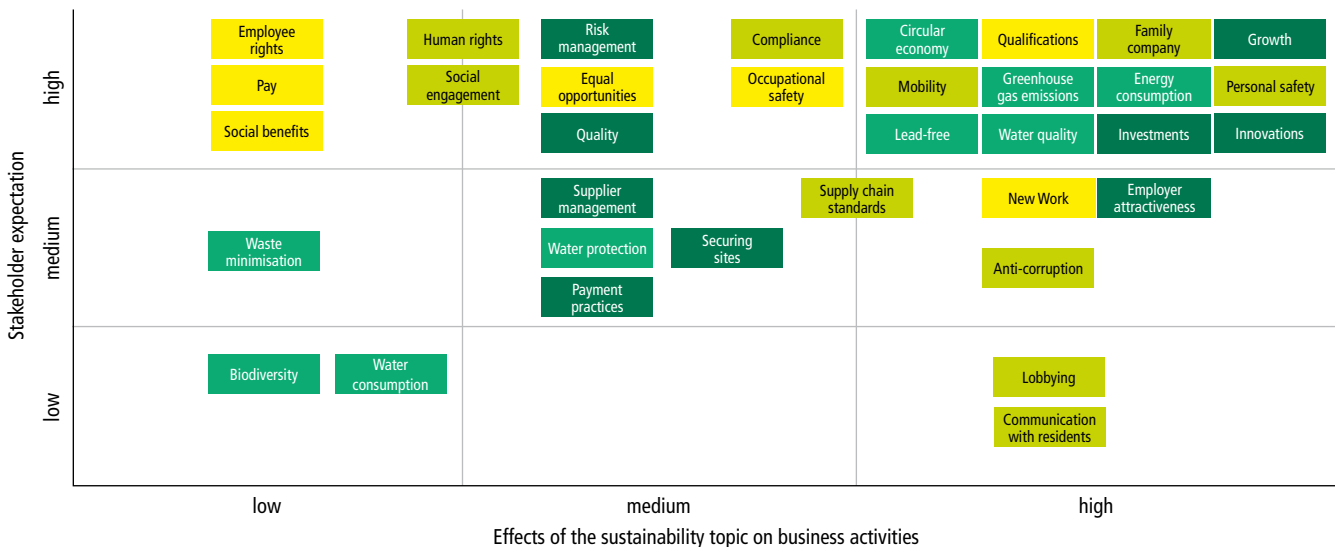 Stakeholder expectation
high
medium
low
Employee
rights
Human rights
Risk
management
Compliance
Circular
economy
Qualifications
Family
company
Growth
Pay
Social
engagement
Equal
opportunities
Occupational
safety
Mobility
Greenhouse
gas emissions
Energy
consumption
Personal safety
Social benefits
Quality
Lead-free
Water quality
Investments
Innovations
Supplier
management
Supply chain
standards
New Work
Employer
attractiveness
Waste
minimisation
Water protection
Securing
sites
Anti-corruption
Payment
practices
Biodiversity
Water
consumption
Lobbying
Communication
with residents
low
medium
high
Effects of the sustainability topic on business activities